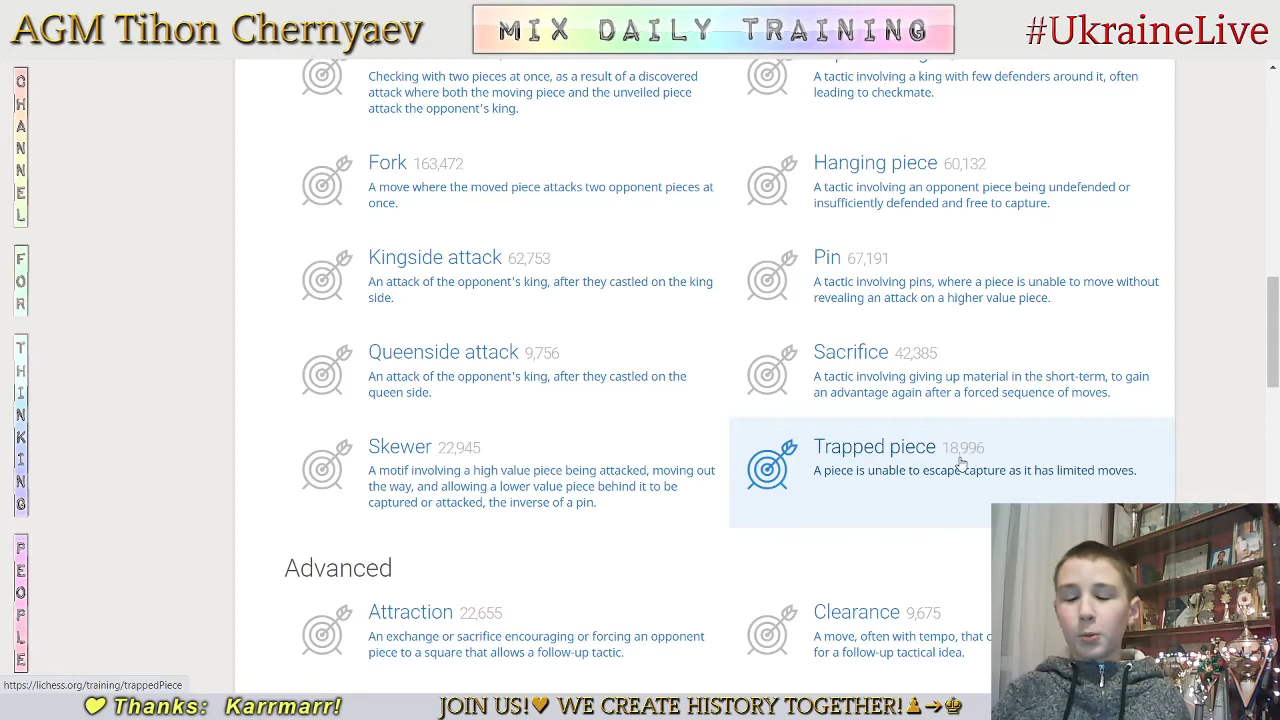 AGM Tihon Chernyaev
MIX DAILY TRAINING
#UkraineLive
CHANNEL
FOR
THINKING
PEOPLE
Checking with two pieces at once, as a result of a discovered
attack where both the moving piece and the unveiled piece
attack the opponent's king.
A tactic involving a king with few defenders around it, often
leading to checkmate.
Fork 163,472
A move where the moved piece attacks two opponent pieces at
once.
Hanging piece 60,132
A tactic involving an opponent piece being undefended or
insufficiently defended and free to capture.
Kingside attack 62,753
An attack of the opponent's king, after they castled on the king
side.
Pin 67,191
A tactic involving pins, where a piece is unable to move without
revealing an attack on a higher value piece.
Queenside attack 9,756
An attack of the opponent's king, after they castled on the
queen side.
Sacrifice 42,385
A tactic involving giving up material in the short-term, to gain
an advantage again after a forced sequence of moves.
Skewer 22,945
A motif involving a high value piece being attacked, moving out
the way, and allowing a lower value piece behind it to be
captured or attacked, the inverse of a pin.
Trapped piece 18,996
A piece is unable to escape capture as it has limited moves.
Advanced
Attraction 22,655
An exchange or sacrifice encouraging or forcing an opponent
piece to a square that allows a follow-up tactic.
Clearance 9,675
A move, often with tempo, that c
for a follow-up tactical idea.
https://lichess.org/training/trappedPiece
Thanks: Karrmarr!
JOIN US!🧡 WE CREATE HISTORY TOGETHER!♟→♚